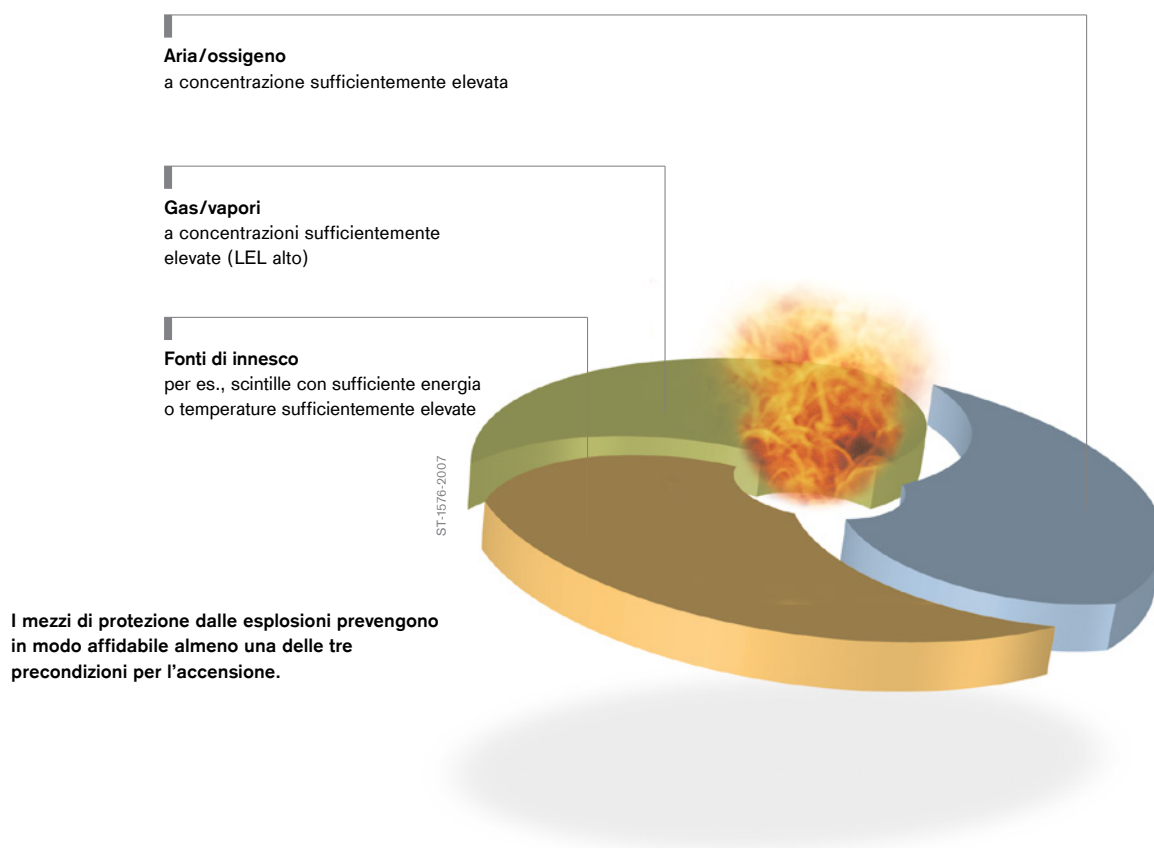 Aria/ossigeno
a concentrazione sufficientemente elevata
Gas/vapori
a concentrazioni sufficientemente
elevate (LEL alto)
Fonti di innesco
per es., scintille con sufficiente energia
o temperature sufficientemente elevate
ST-1576-2007
I mezzi di protezione dalle esplosioni prevengono
in modo affidabile almeno una delle tre
precondizioni per l'accensione.